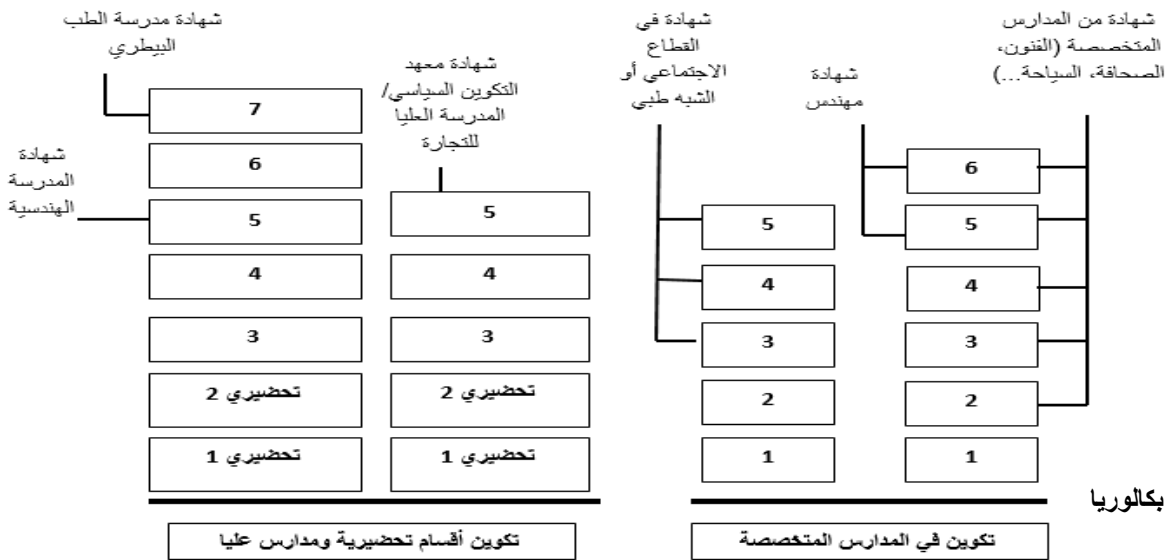 شهادة من المدارس
المتخصصة (الفنون،
الصحافة، السياحة...)
شهادة
مهندس
شهادة في
القطاع
الاجتماعي أو
الشبه طبي
شهادة معهد
التكوين السياسي/
المدرسة العليا
للتجارة
شهادة مدرسة الطب
البيطري
شهادة
المدرسة
الهندسية
6
5
4
3
2
1
5
4
3
2
1
5
4
3
تحضيري 2
تحضيري 1
7
6
5
4
3
تحضيري 2
تحضيري 1
بكالوريا
تكوين في المدارس المتخصصة
تكوين أقسام تحضيرية ومدارس عليا